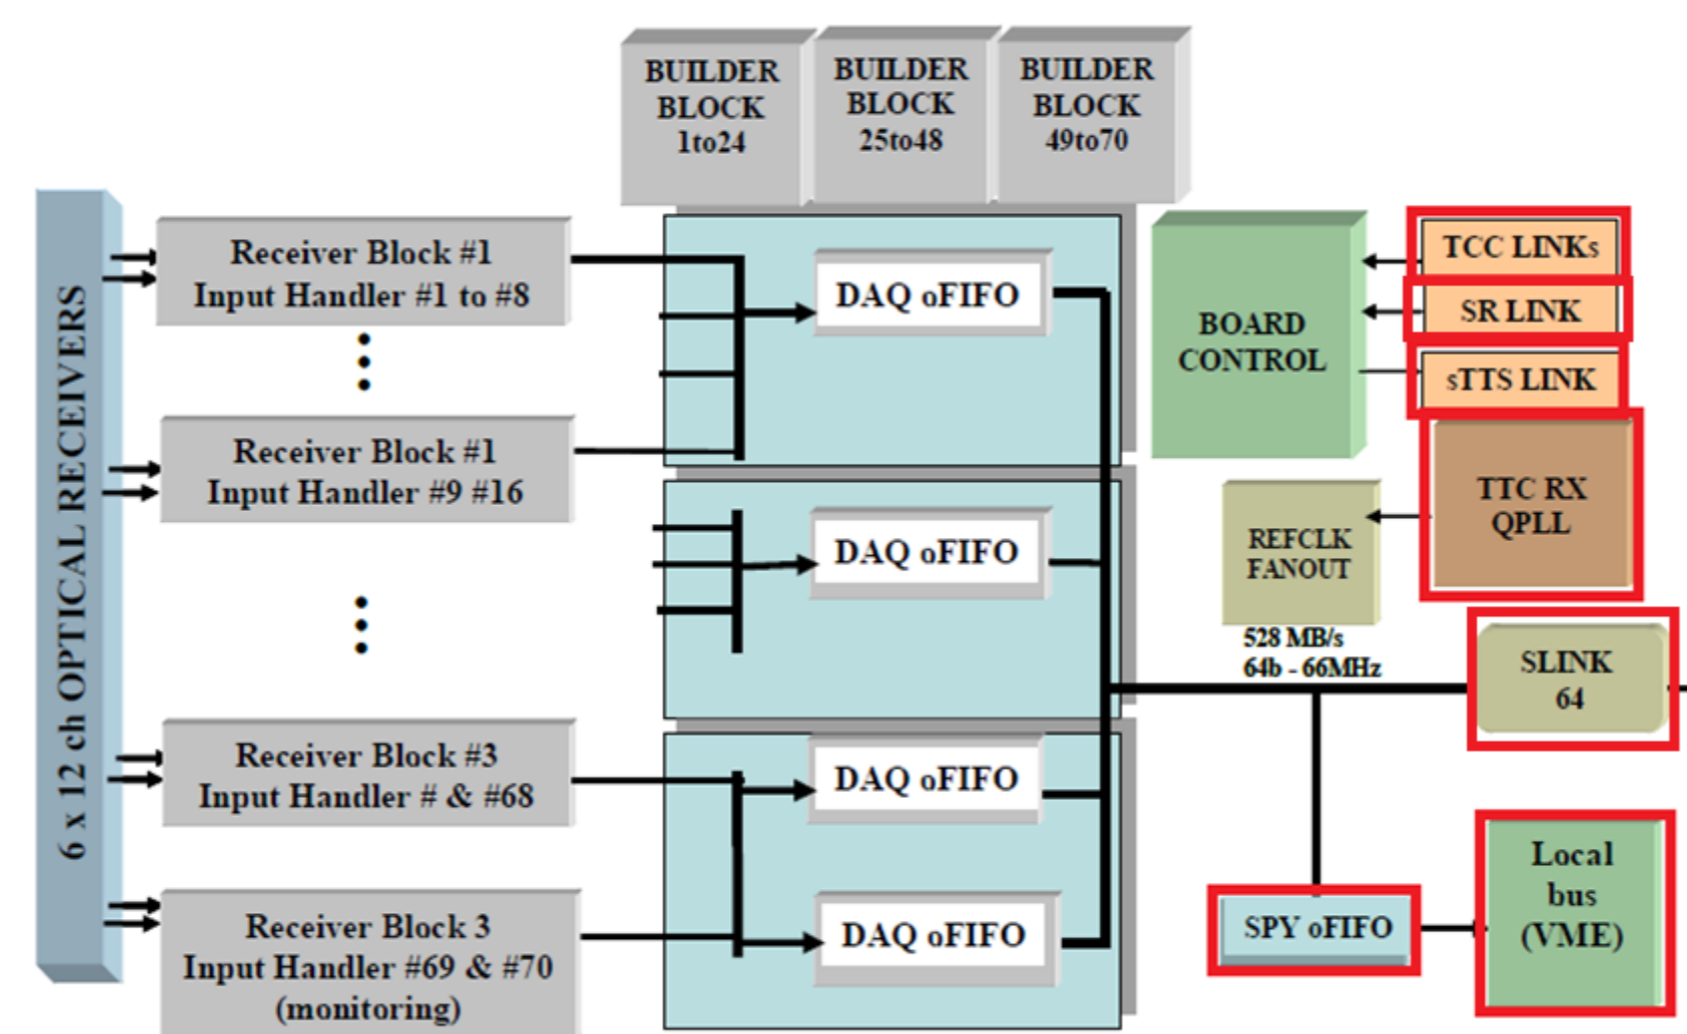 BUILDER
BLOCK
1to24
BUILDER
BLOCK
25to48
BUILDER
BLOCK
49to70
6 x 12 ch OPTICAL RECEIVERS
Receiver Block #1
Input Handler #1 to #8
Receiver Block #1
Input Handler #9 #16
Receiver Block #3
Input Handler # & #68
Receiver Block 3
Input Handler #69 & #70
(monitoring)
DAQ oFIFO
DAQ oFIFO
DAQ oFIFO
DAQ oFIFO
BOARD
CONTROL
TCC LINKs
SR LINK
sTTS LINK
TTC RX
QPLL
REFCLK
FANOUT
528 MB/s
64b - 66MHz
SLINK
64
SPY oFIFO
Local
bus
(VME)